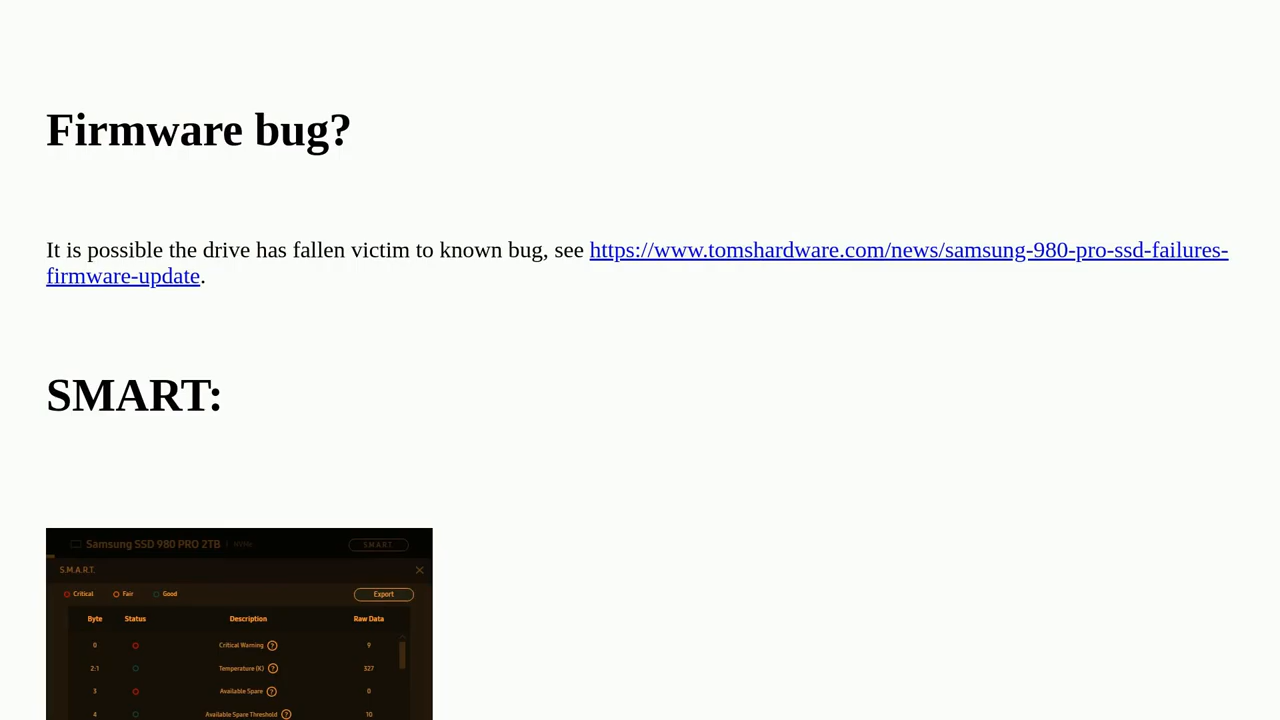 Firmware bug?
It is possible the drive has fallen victim to known bug, see https://www.tomshardware.com/news/samsung-980-pro-ssd-failures-
firmware-update.
SMART:
Samsung SSD 980 PRO 2TB | NVMe SMART
S.M.A.R.T.
Critical Fair Good Export
Byte Status Description Raw Data
0 Critical Warning ? 9
2:1 Temperature (K) ? 327
3 Available Spare ? 0
4 Available Spare Threshold ? 10